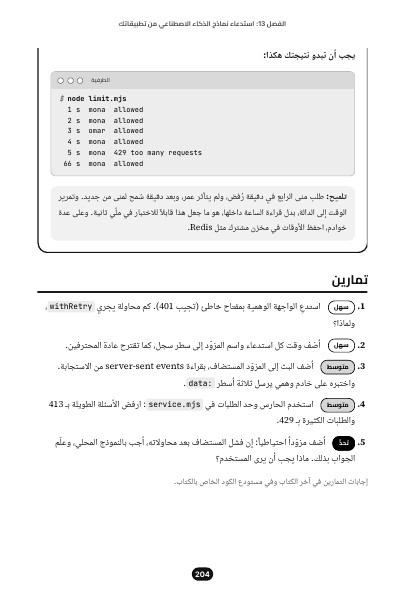 الفصل 13: استدعاء نماذج الذكاء الاصطناعي من تطبيقاتك
يجب أن تبدو نتيجتك هكذا:
الطرفية
$ node limit.mjs
1 s mona allowed
2 s mona allowed
3 s omar allowed
4 s mona allowed
5 s mona 429 too many requests
66 s mona allowed
تلميح: طلب منى الرابع في دقيقة رُفض، ولم يتأثر عمر، وبعد دقيقة سُمح لمنى من جديد. وتمرير
الوقت إلى الدالة، بدل قراءة الساعة داخلها، هو ما جعل هذا قابلاً للاختبار في ملّي ثانية. وعلى عدة
خوادم، احفظ الأوقات في مخزن مشترك مثل Redis.
تمارين
1. سهل استدعِ الواجهة الوهمية بمفتاح خاطئ (تجيب 401). كم محاولة يجري withRetry،
ولماذا؟
2. سهل أضف وقت كل استدعاء واسم المزوّد إلى سطر سجل، كما تقترح عادة المحترفين.
3. متوسط أضف البث إلى المزوّد المستضاف، بقراءة server-sent events من الاستجابة.
واختبره على خادم وهمي يرسل ثلاثة أسطر data:.
4. متوسط استخدم الحارس وحد الطلبات في service.mjs: ارفض الأسئلة الطويلة بـ 413
والطلبات الكثيرة بـ 429.
5. تحدٍّ أضف مزوّداً احتياطياً: إن فشل المستضاف بعد محاولاته، أجب بالنموذج المحلي، وعلّم
الجواب بذلك. ماذا يجب أن يرى المستخدم؟
إجابات التمارين في آخر الكتاب وفي مستودع الكود الخاص بالكتاب.
204